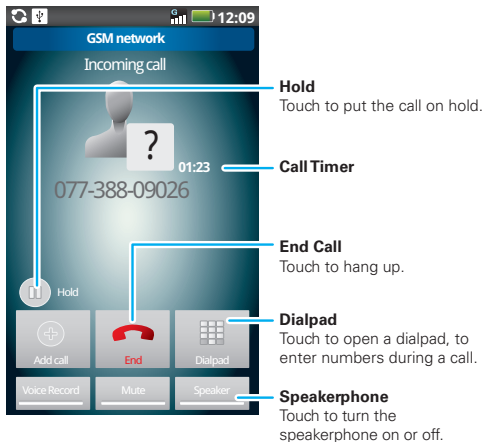 G
12:09
GSM network
Incoming call
?
01:23
077-388-09026
Hold
Add call
End
Dialpad
Voice Record
Mute
Speaker
Hold
Touch to put the call on hold.
Call Timer
End Call
Touch to hang up.
Dialpad
Touch to open a dialpad, to
enter numbers during a call.
Speakerphone
Touch to turn the
speakerphone on or off.